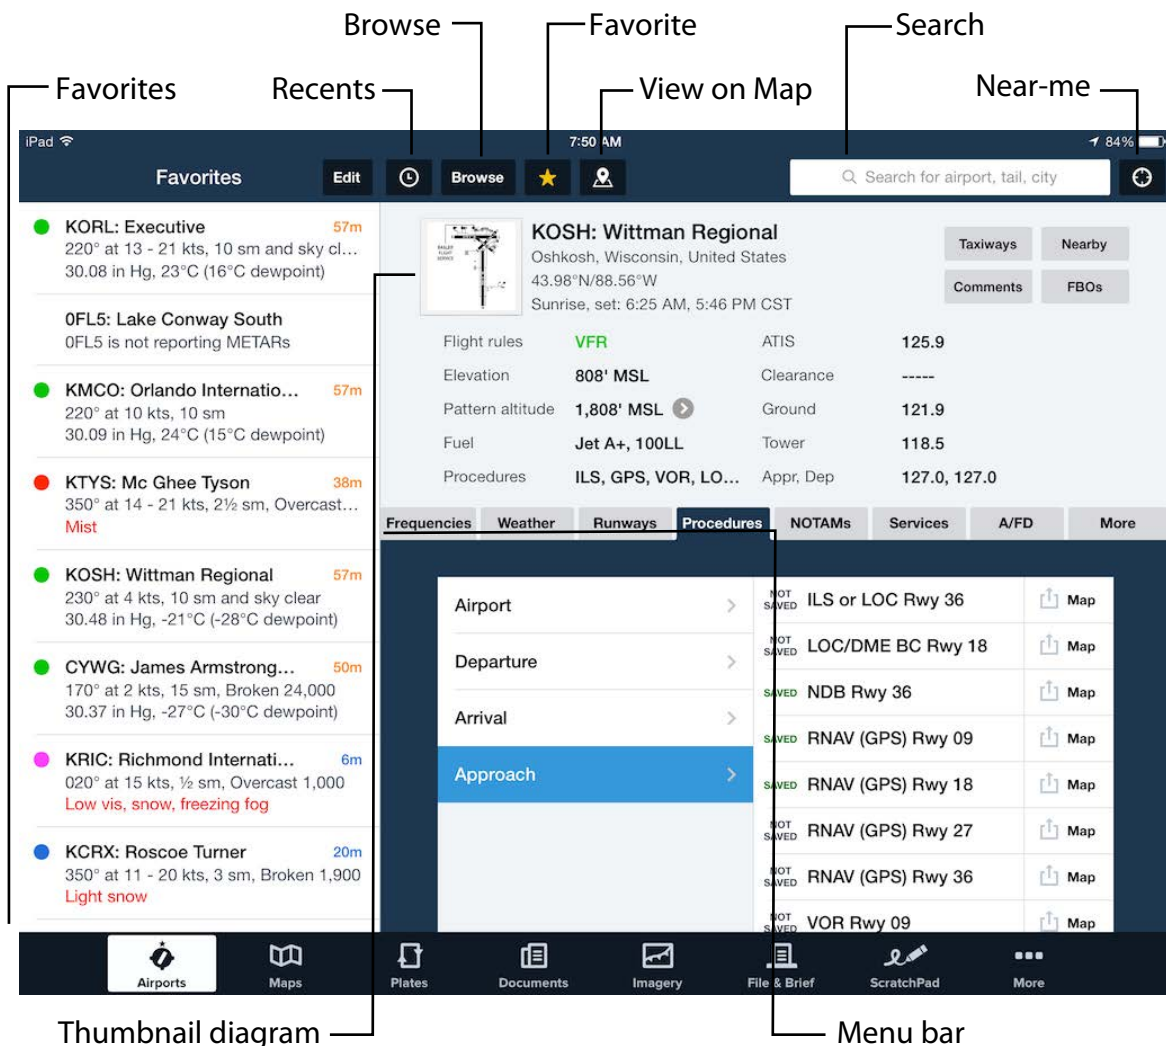 Browse
Favorite
Search
Favorites
Recents
View on Map
Near-me
iPad
7:50 AM
84%
Favorites
Edit
Browse
Search for airport, tail, city
KORL: Executive
57m
220° at 13 - 21 kts, 10 sm and sky cl…
30.08 in Hg, 23°C (16°C dewpoint)
0FL5: Lake Conway South
0FL5 is not reporting METARs
KMCO: Orlando Internatio…
57m
220° at 10 kts, 10 sm
30.09 in Hg, 24°C (15°C dewpoint)
KTYS: Mc Ghee Tyson
38m
350° at 14 - 21 kts, 2½ sm, Overcast…
Mist
KOSH: Wittman Regional
57m
230° at 4 kts, 10 sm and sky clear
30.48 in Hg, -21°C (-28°C dewpoint)
CYWG: James Armstrong…
50m
170° at 2 kts, 15 sm, Broken 24,000
30.37 in Hg, -27°C (-30°C dewpoint)
KRIC: Richmond Internati…
6m
020° at 15 kts, ½ sm, Overcast 1,000
Low vis, snow, freezing fog
KCRX: Roscoe Turner
20m
350° at 11 - 20 kts, 3 sm, Broken 1,900
Light snow
KOSH: Wittman Regional
Oshkosh, Wisconsin, United States
43.98°N/88.56°W
Sunrise, set: 6:25 AM, 5:46 PM CST
Taxiways
Nearby
Comments
FBOs
Flight rules VFR ATIS 125.9
Elevation 808' MSL Clearance -----
Pattern altitude 1,808' MSL Ground 121.9
Fuel Jet A+, 100LL Tower 118.5
Procedures ILS, GPS, VOR, LO… Appr, Dep 127.0, 127.0
Frequencies Weather Runways Procedures NOTAMs Services A/FD More
Airport
Departure
Arrival
Approach
NOT SAVED ILS or LOC Rwy 36 Map
NOT SAVED LOC/DME BC Rwy 18 Map
SAVED NDB Rwy 36 Map
SAVED RNAV (GPS) Rwy 09 Map
SAVED RNAV (GPS) Rwy 18 Map
NOT SAVED RNAV (GPS) Rwy 27 Map
NOT SAVED RNAV (GPS) Rwy 36 Map
NOT SAVED VOR Rwy 09 Map
Airports Maps Plates Documents Imagery File & Brief ScratchPad More
Thumbnail diagram
Menu bar